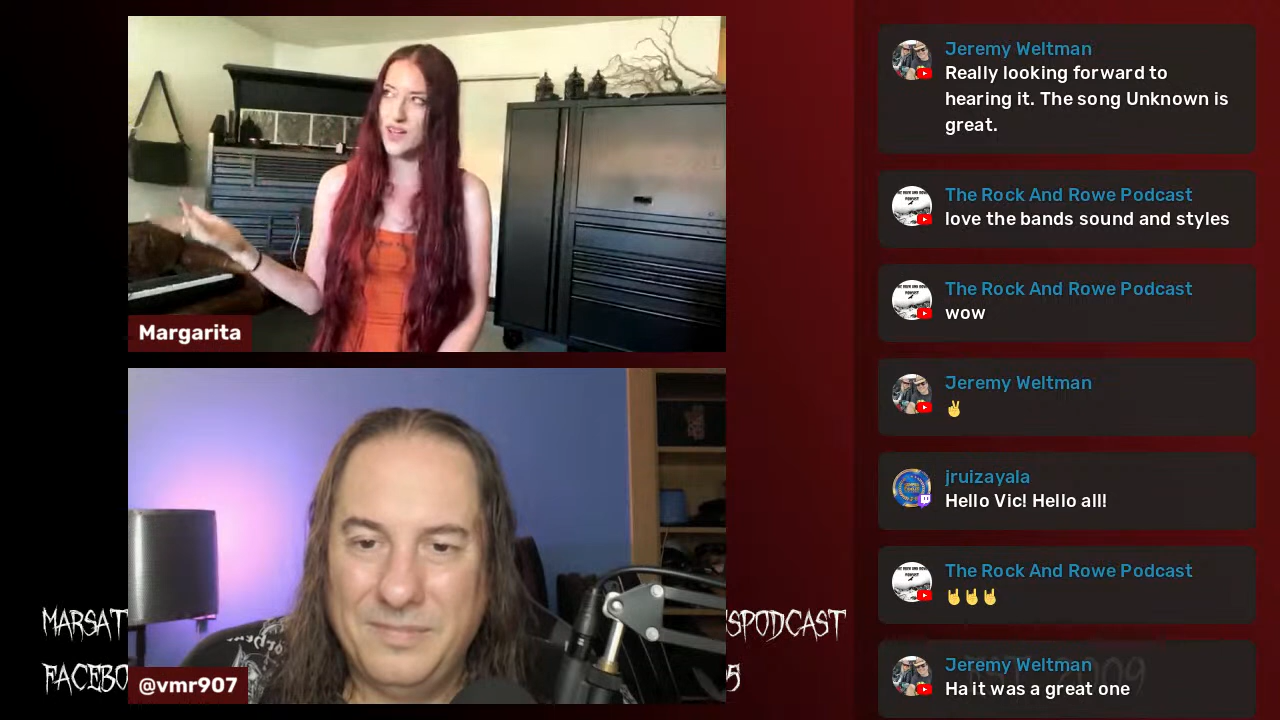 Margarita
@vmr907
MARSAT
SPODCAST
FACEBO
5
Jeremy Weltman
Really looking forward to
hearing it. The song Unknown is
great.
The Rock And Rowe Podcast
love the bands sound and styles
The Rock And Rowe Podcast
wow
Jeremy Weltman
✌️
jruizayala
Hello Vic! Hello all!
The Rock And Rowe Podcast
🤘🤘🤘
Jeremy Weltman
Ha it was a great one